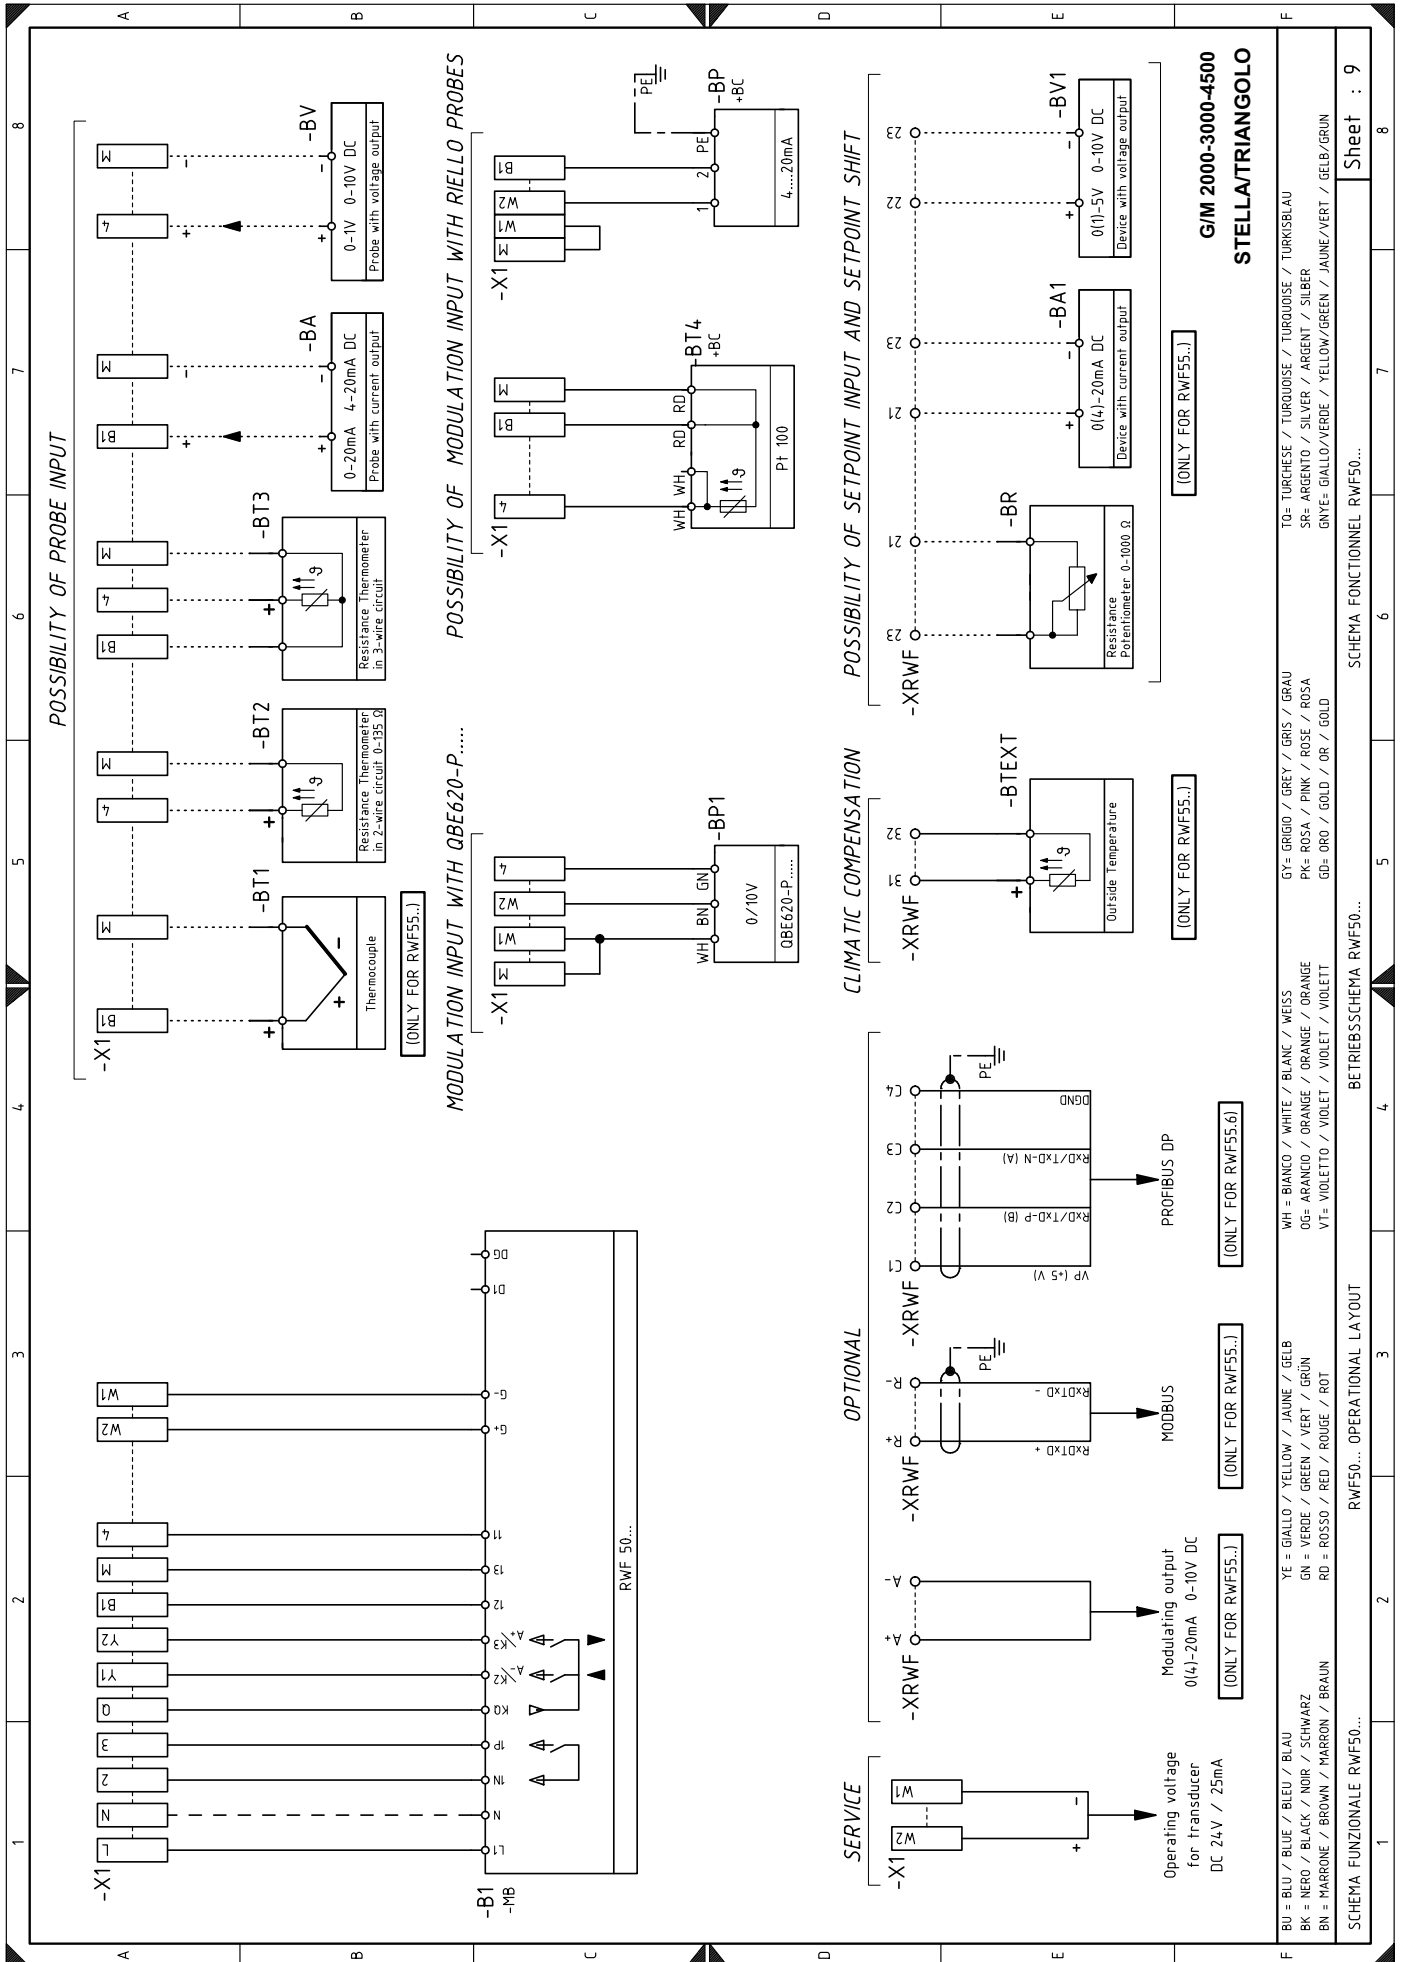 1 2 3 4 5 6 7 8
A
B
C
D
E
F
-X1
L N 2 3 Q Y1 Y2 B1 M 4 W2 W1
-B1
-MB
L1 N 1N 1P KQ K2/A- K3/A+ 12 13 11 G+ G- D1 DG
RWF 50...
POSSIBILITY OF PROBE INPUT
-X1
B1 M 4 M B1 4 M B1 M 4 M
+ - + -
-BT1
+
+ -
Thermocouple
(ONLY FOR RWF55..)
-BT2
+
ϑ
Resistance Thermometer
in 2-wire circuit 0-135 Ω
-BT3
+
ϑ
Resistance Thermometer
in 3-wire circuit
-BA
+ -
0-20mA 4-20mA DC
Probe with current output
-BV
+ -
0-1V 0-10V DC
Probe with voltage output
MODULATION INPUT WITH QBE620-P.....
-X1
M W1 W2 4
WH BN GN
-BP1
0/10V
QBE620-P.....
POSSIBILITY OF MODULATION INPUT WITH RIELLO PROBES
-X1
4 B1 M
WH WH RD RD
-BT4
+BC
ϑ
Pt 100
-X1
M W1 W2 B1
PE
1 2 PE
-BP
+BC
4....20mA
SERVICE
-X1
W2 W1
+ -
Operating voltage
for transducer
DC 24V / 25mA
OPTIONAL
-XRWF
A+ A-
Modulating output
0(4)-20mA 0-10V DC
(ONLY FOR RWF55..)
-XRWF
R+ R-
PE
RxDTxD +
RxDTxD -
MODBUS
(ONLY FOR RWF55..)
-XRWF
C1 C2 C3 C4
PE
VP (+5 V)
RxD/TxD-P (B)
RxD/TxD-N (A)
DGND
PROFIBUS DP
(ONLY FOR RWF55.6)
CLIMATIC COMPENSATION
-XRWF
31 32
-BTEXT
+
ϑ
Outside Temperature
(ONLY FOR RWF55..)
POSSIBILITY OF SETPOINT INPUT AND SETPOINT SHIFT
-XRWF
23 21 21 23 22 23
-BR
Resistance
Potentiometer 0-1000 Ω
-BA1
+ -
0(4)-20mA DC
Device with current output
-BV1
+ -
0(1)-5V 0-10V DC
Device with voltage output
(ONLY FOR RWF55..)
G/M 2000-3000-4500
STELLA/TRIANGOLO
BU = BLU / BLUE / BLEU / BLAU
BK = NERO / BLACK / NOIR / SCHWARZ
BN = MARRONE / BROWN / MARRON / BRAUN
YE = GIALLO / YELLOW / JAUNE / GELB
GN = VERDE / GREEN / VERT / GRÜN
RD = ROSSO / RED / ROUGE / ROT
WH = BIANCO / WHITE / BLANC / WEISS
OG= ARANCIO / ORANGE / ORANGE / ORANGE
VT= VIOLETTO / VIOLET / VIOLET / VIOLETT
GY= GRIGIO / GREY / GRIS / GRAU
PK= ROSA / PINK / ROSE / ROSA
GD= ORO / GOLD / OR / GOLD
TQ= TURCHESE / TURQUOISE / TURQUOISE / TURKISBLAU
SR= ARGENTO / SILVER / ARGENT / SILBER
GNYE= GIALLO/VERDE / YELLOW/GREEN / JAUNE/VERT / GELB/GRUN
SCHEMA FUNZIONALE RWF50...
RWF50... OPERATIONAL LAYOUT
BETRIEBSSCHEMA RWF50...
SCHEMA FONCTIONNEL RWF50...
Sheet : 9
1 2 3 4 5 6 7 8
A
B
C
D
E
F